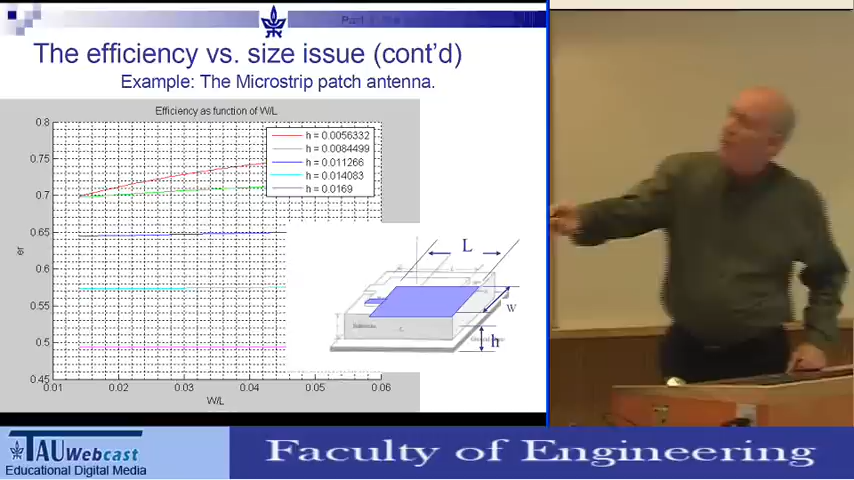 The efficiency vs. size issue (cont'd)
Example: The Microstrip patch antenna.
Efficiency as function of W/L
h = 0.0056332
h = 0.0084499
h = 0.011266
h = 0.014083
h = 0.0169
0.8
0.75
0.7
0.65
0.6
0.55
0.5
0.45
er
0.01
0.02
0.03
0.04
0.05
0.06
W/L
L
W
h
TAU Webcast
Educational Digital Media
Faculty of Engineering